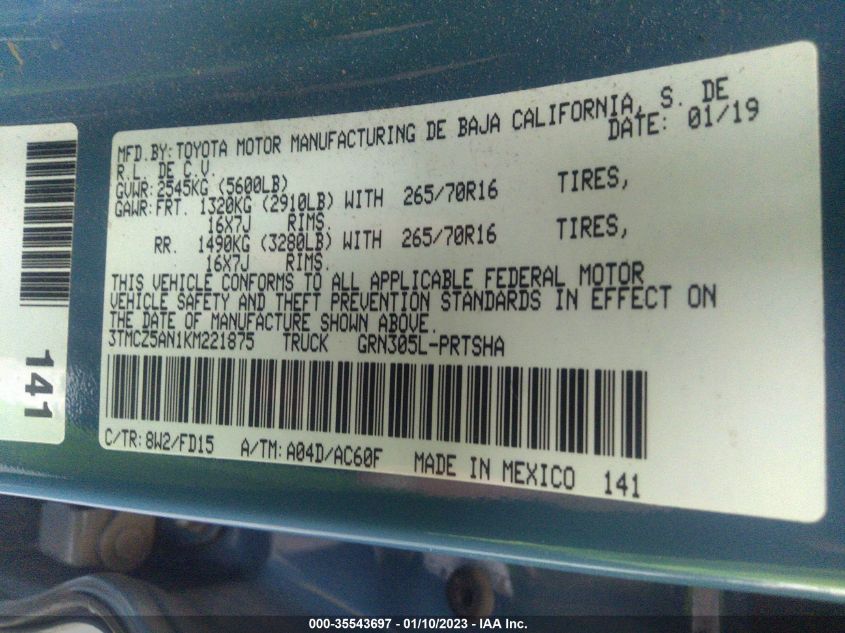 MFD.BY: TOYOTA MOTOR MANUFACTURING DE BAJA CALIFORNIA, S. DE
R.L. DE C.V. DATE: 01/19
GVWR: 2545KG (5600LB)
GAWR: FRT. 1320KG (2910LB) WITH 265/70R16 TIRES,
16X7J RIMS.
RR. 1490KG (3280LB) WITH 265/70R16 TIRES,
16X7J RIMS.
THIS VEHICLE CONFORMS TO ALL APPLICABLE FEDERAL MOTOR
VEHICLE SAFETY AND THEFT PREVENTION STANDARDS IN EFFECT ON
THE DATE OF MANUFACTURE SHOWN ABOVE.
3TMCZ5AN1KM221875 TRUCK GRN305L-PRTSHA
C/TR: 8W2/FD15 A/TM: A04D/AC60F MADE IN MEXICO 141
141
000-35543697 - 01/10/2023 - IAA Inc.